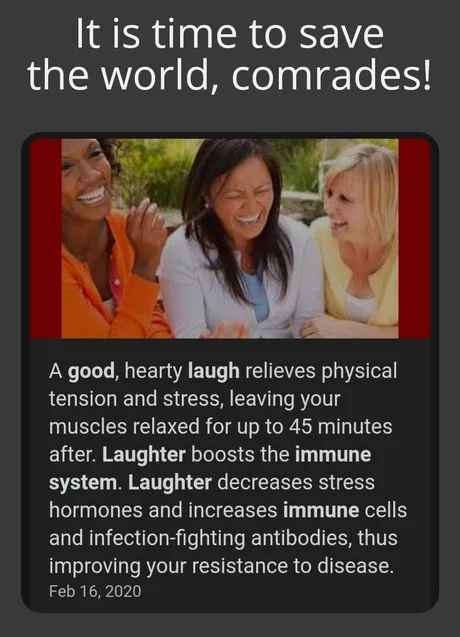 It is time to save
the world, comrades!
A good, hearty laugh relieves physical
tension and stress, leaving your
muscles relaxed for up to 45 minutes
after. Laughter boosts the immune
system. Laughter decreases stress
hormones and increases immune cells
and infection-fighting antibodies, thus
improving your resistance to disease.
Feb 16, 2020